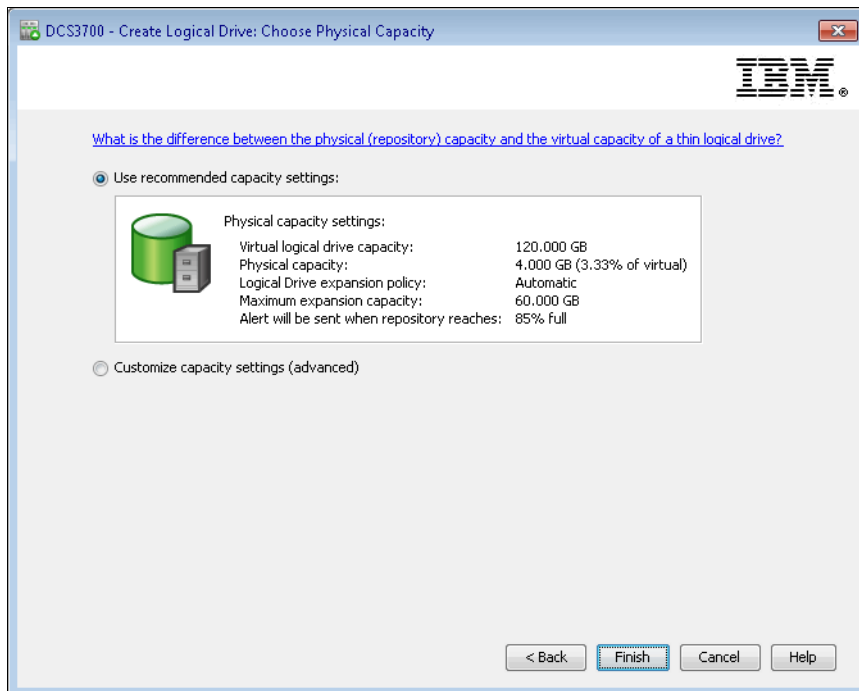 DCS3700 - Create Logical Drive: Choose Physical Capacity
IBM®
What is the difference between the physical (repository) capacity and the virtual capacity of a thin logical drive?
Use recommended capacity settings:
Physical capacity settings:
Virtual logical drive capacity: 120.000 GB
Physical capacity: 4.000 GB (3.33% of virtual)
Logical Drive expansion policy: Automatic
Maximum expansion capacity: 60.000 GB
Alert will be sent when repository reaches: 85% full
Customize capacity settings (advanced)
< Back Finish Cancel Help